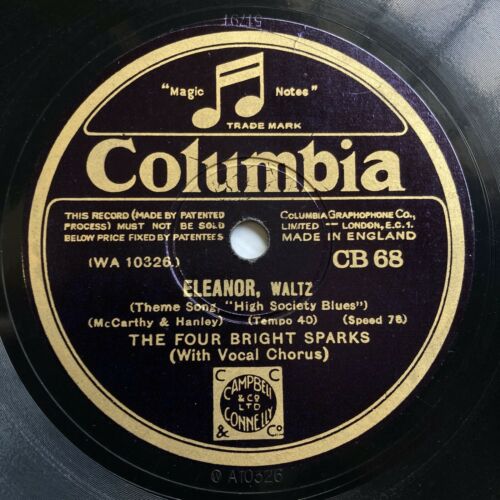 "Magic Notes"
TRADE MARK
Columbia
THIS RECORD (MADE BY PATENTED
PROCESS) MUST NOT BE SOLD
BELOW PRICE FIXED BY PATENTEES
COLUMBIA GRAPHOPHONE CO.,
LIMITED — LONDON, E.C.1.
MADE IN ENGLAND
(WA 10326)
CB 68
ELEANOR, WALTZ
(Theme Song, "High Society Blues")
(McCarthy & Hanley) (Tempo 40) (Speed 78)
THE FOUR BRIGHT SPARKS
(With Vocal Chorus)
C C
CAMPBELL
& CO
LTD
CONNELLY
& Co
A10326